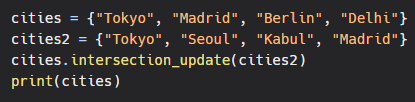 cities = {"Tokyo", "Madrid", "Berlin", "Delhi"}
cities2 = {"Tokyo", "Seoul", "Kabul", "Madrid"}
cities.intersection_update(cities2)
print(cities)